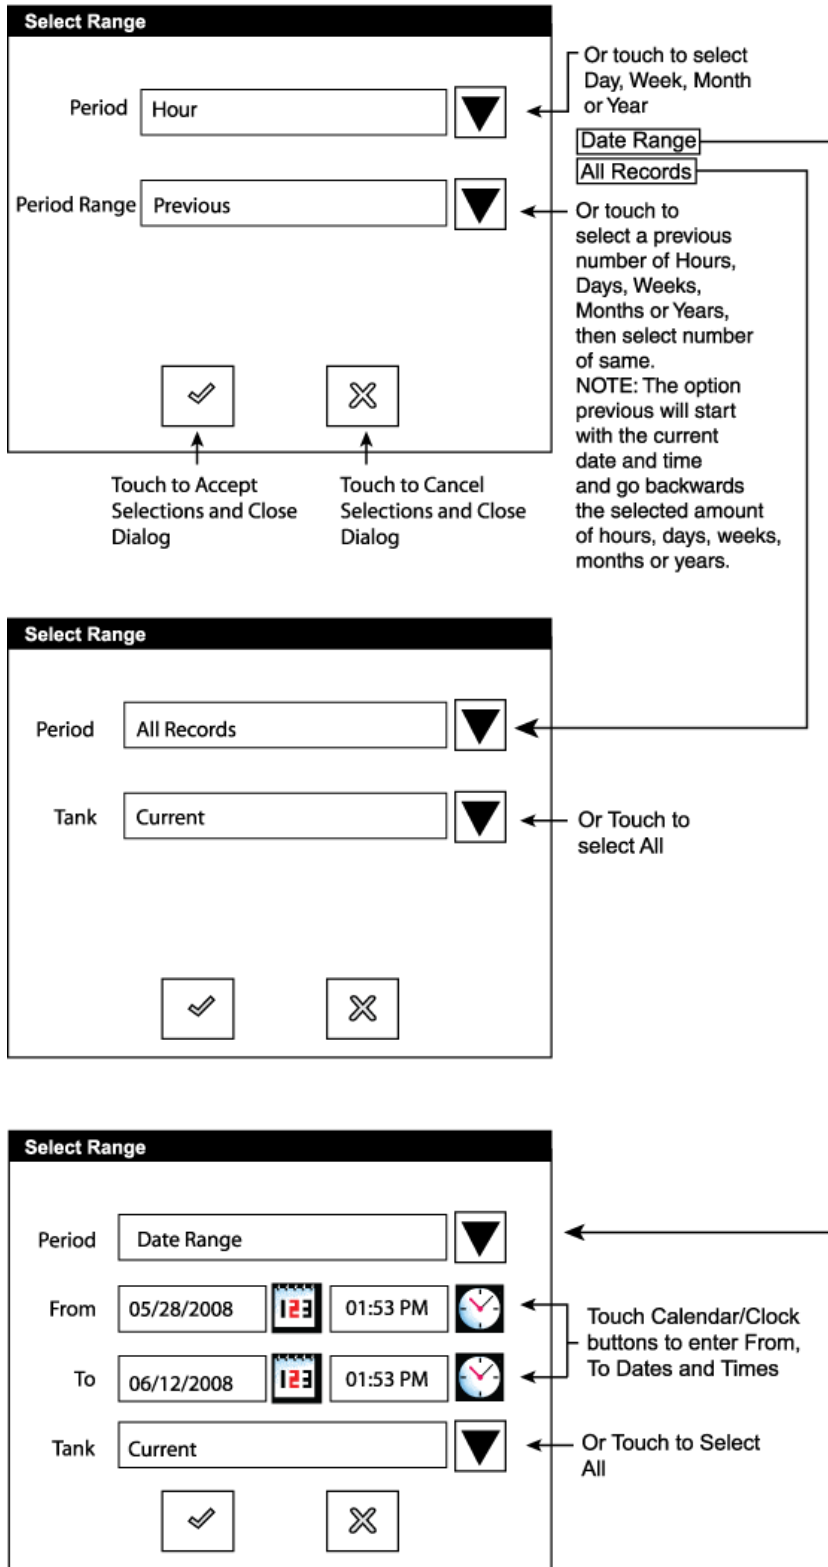 Select Range
Or touch to select
Day, Week, Month
or Year
Period
Hour
Date Range
All Records
Period Range
Previous
Or touch to
select a previous
number of Hours,
Days, Weeks,
Months or Years,
then select number
of same.
NOTE: The option
previous will start
with the current
date and time
and go backwards
the selected amount
of hours, days, weeks,
months or years.
Touch to Accept
Selections and Close
Dialog
Touch to Cancel
Selections and Close
Dialog
Select Range
Period
All Records
Tank
Current
Or Touch to
select All
Select Range
Period
Date Range
From
05/28/2008
123
01:53 PM
To
06/12/2008
123
01:53 PM
Touch Calendar/Clock
buttons to enter From,
To Dates and Times
Tank
Current
Or Touch to Select
All